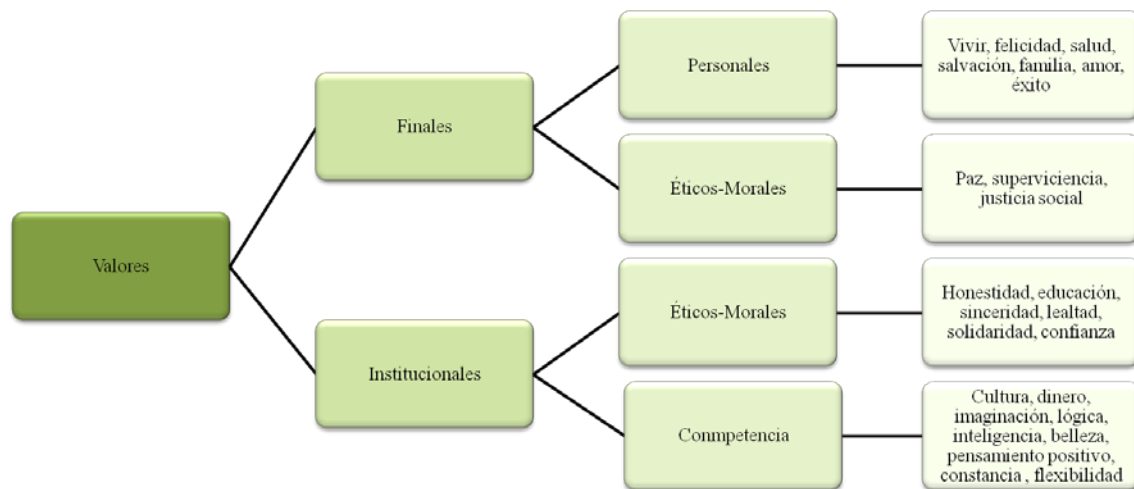 Valores
Finales
Personales
Vivir, felicidad, salud,
salvación, familia, amor,
éxito
Éticos-Morales
Paz, superviciencia,
justicia social
Institucionales
Éticos-Morales
Honestidad, educación,
sinceridad, lealtad,
solidaridad, confianza
Conmpetencia
Cultura, dinero,
imaginación, lógica,
inteligencia, belleza,
pensamiento positivo,
constancia , flexibilidad